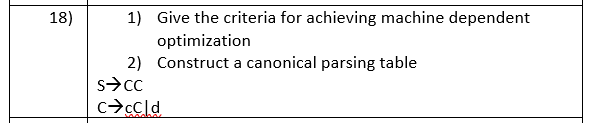 18) 1) Give the criteria for achieving machine dependent
optimization
2) Construct a canonical parsing table
S→CC
C→cC|d